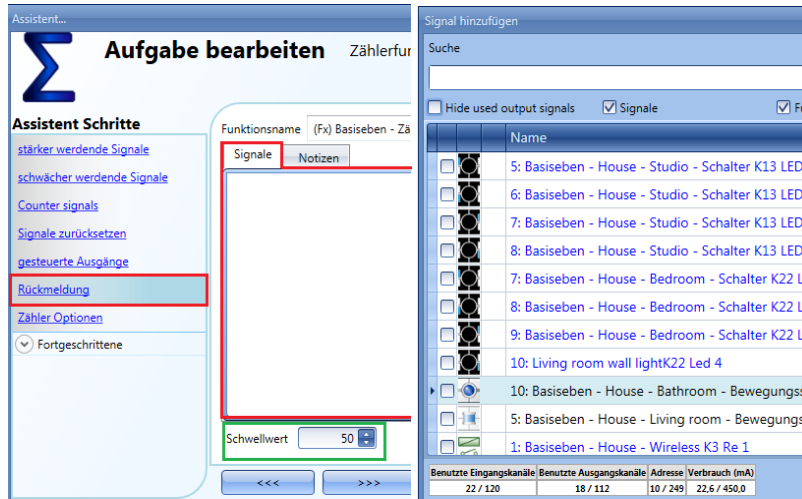 Assistent...
Aufgabe bearbeiten Zählerfur
Assistent Schritte
stärker werdende Signale
schwächer werdende Signale
Counter signals
Signale zurücksetzen
gesteuerte Ausgänge
Rückmeldung
Zähler Optionen
Fortgeschrittene
Funktionsname (Fx) Basiseben - Zä
Signale Notizen
Schwellwert 50
<<< >>>
Signal hinzufügen
Suche
Hide used output signals Signale F
Name
5: Basiseben - House - Studio - Schalter K13 LED
6: Basiseben - House - Studio - Schalter K13 LED
7: Basiseben - House - Studio - Schalter K13 LED
8: Basiseben - House - Studio - Schalter K13 LED
7: Basiseben - House - Bedroom - Schalter K22 L
8: Basiseben - House - Bedroom - Schalter K22 L
9: Basiseben - House - Bedroom - Schalter K22 L
10: Living room wall lightK22 Led 4
10: Basiseben - House - Bathroom - Bewegungss
5: Basiseben - House - Living room - Bewegungs
1: Basiseben - House - Wireless K3 Re 1
Benutzte Eingangskanäle Benutzte Ausgangskanäle Adresse Verbrauch (mA)
22 / 120 18 / 112 10 / 249 22,6 / 450,0